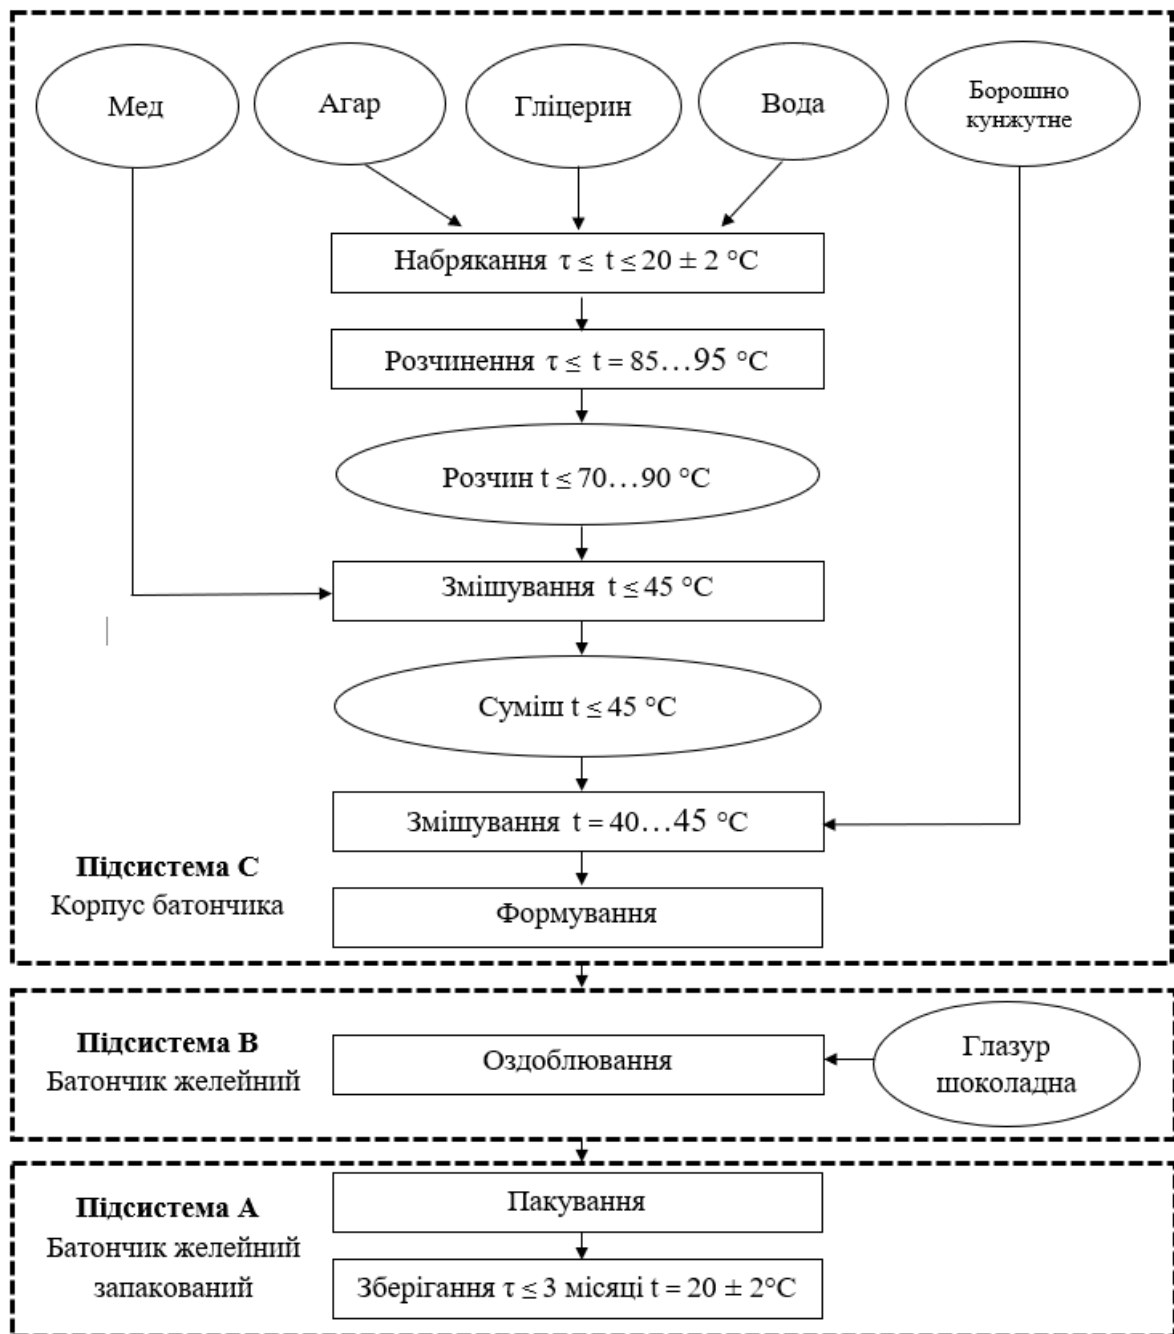 Мед
Агар
Гліцерин
Вода
Борошно
кунжутне
Набрякання τ ≤ t ≤ 20 ± 2 °C
Розчинення τ ≤ t = 85…95 °C
Розчин t ≤ 70…90 °C
Змішування t ≤ 45 °C
Суміш t ≤ 45 °C
Змішування t = 40…45 °C
Підсистема С
Корпус батончика
Формування
Підсистема В
Батончик желейний
Оздоблювання
Глазур
шоколадна
Підсистема А
Батончик желейний
запакований
Пакування
Зберігання τ ≤ 3 місяці t = 20 ± 2°C